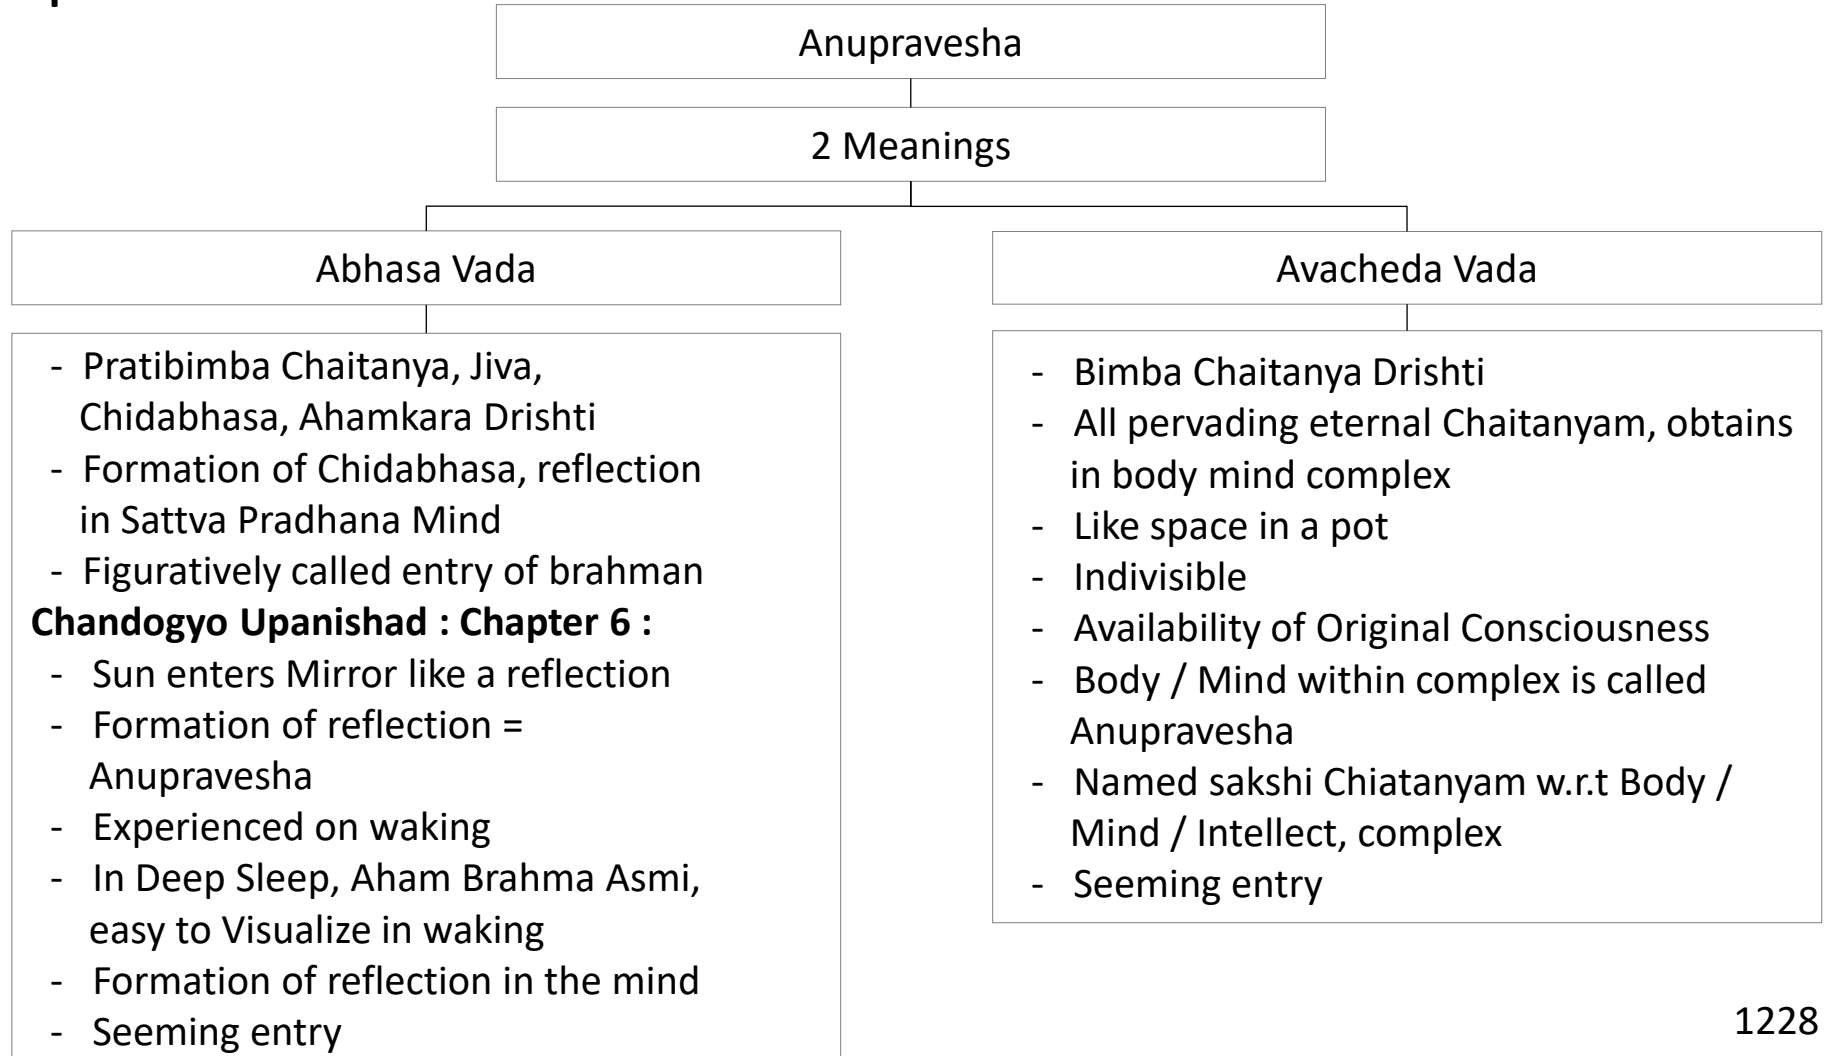 Anupravesha
2 Meanings
Abhasa Vada
- Pratibimba Chaitanya, Jiva,
Chidabhasa, Ahamkara Drishti
- Formation of Chidabhasa, reflection
in Sattva Pradhana Mind
- Figuratively called entry of brahman
Chandogyo Upanishad : Chapter 6 :
- Sun enters Mirror like a reflection
- Formation of reflection =
Anupravesha
- Experienced on waking
- In Deep Sleep, Aham Brahma Asmi,
easy to Visualize in waking
- Formation of reflection in the mind
- Seeming entry
Avacheda Vada
- Bimba Chaitanya Drishti
- All pervading eternal Chaitanyam, obtains
in body mind complex
- Like space in a pot
- Indivisible
- Availability of Original Consciousness
- Body / Mind within complex is called
Anupravesha
- Named sakshi Chiatanyam w.r.t Body /
Mind / Intellect, complex
- Seeming entry
1228